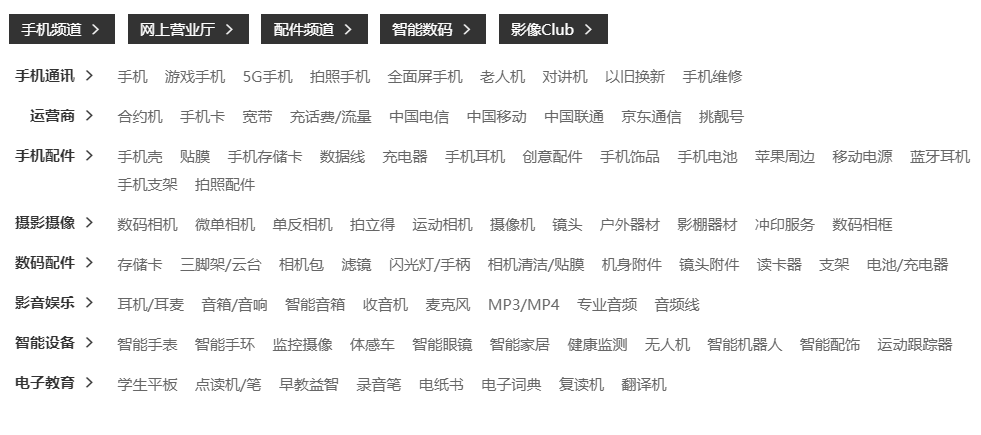 手机频道 网上营业厅 配件频道 智能数码 影像Club
手机通讯 手机 游戏手机 5G手机 拍照手机 全面屏手机 老人机 对讲机 以旧换新 手机维修
运营商 合约机 手机卡 宽带 充话费/流量 中国电信 中国移动 中国联通 京东通信 挑靓号
手机配件 手机壳 贴膜 手机存储卡 数据线 充电器 手机耳机 创意配件 手机饰品 手机电池 苹果周边 移动电源 蓝牙耳机
手机支架 拍照配件
摄影摄像 数码相机 微单相机 单反相机 拍立得 运动相机 摄像机 镜头 户外器材 影棚器材 冲印服务 数码相框
数码配件 存储卡 三脚架/云台 相机包 滤镜 闪光灯/手柄 相机清洁/贴膜 机身附件 镜头附件 读卡器 支架 电池/充电器
影音娱乐 耳机/耳麦 音箱/音响 智能音箱 收音机 麦克风 MP3/MP4 专业音频 音频线
智能设备 智能手表 智能手环 监控摄像 体感车 智能眼镜 智能家居 健康监测 无人机 智能机器人 智能配饰 运动跟踪器
电子教育 学生平板 点读机/笔 早教益智 录音笔 电纸书 电子词典 复读机 翻译机